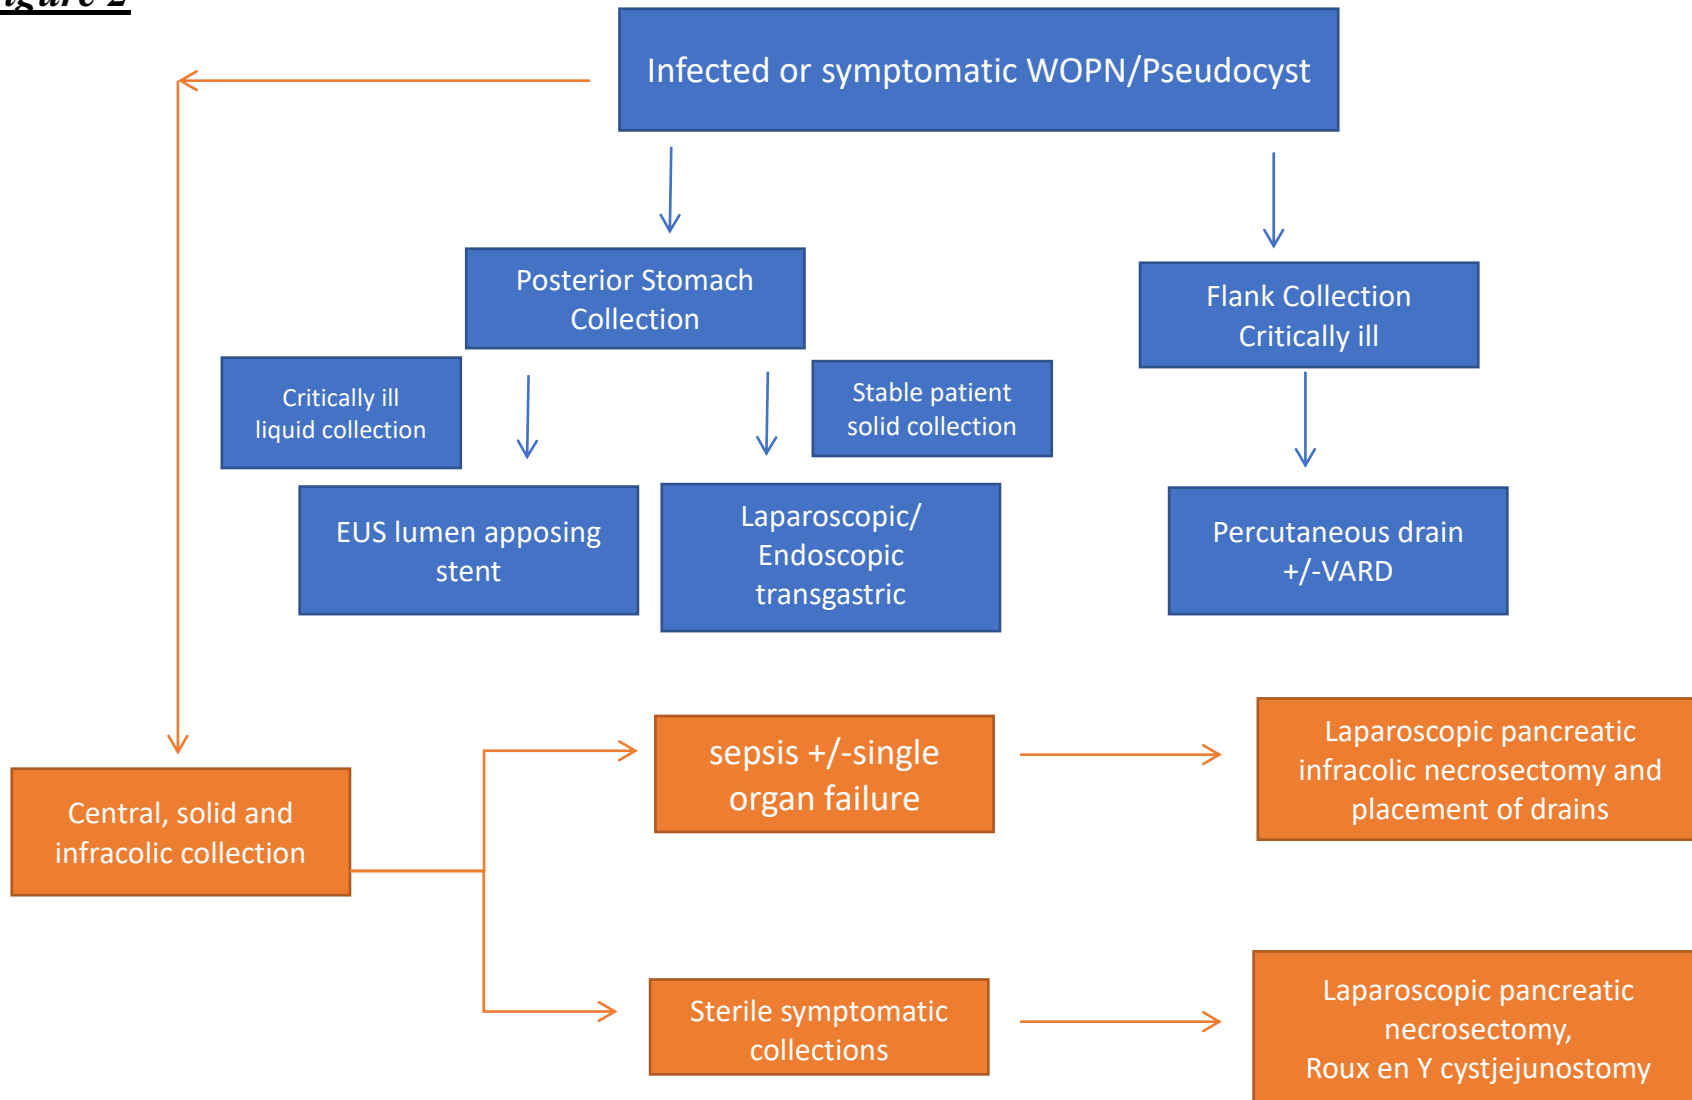 igure 2
Infected or symptomatic WOPN/Pseudocyst
Posterior Stomach
Collection
Flank Collection
Critically ill
Critically ill
liquid collection
Stable patient
solid collection
EUS lumen apposing
stent
Laparoscopic/
Endoscopic
transgastric
Percutaneous drain
+/-VARD
Central, solid and
infracolic collection
sepsis +/-single
organ failure
Laparoscopic pancreatic
infracolic necrosectomy and
placement of drains
Sterile symptomatic
collections
Laparoscopic pancreatic
necrosectomy,
Roux en Y cystjejunostomy